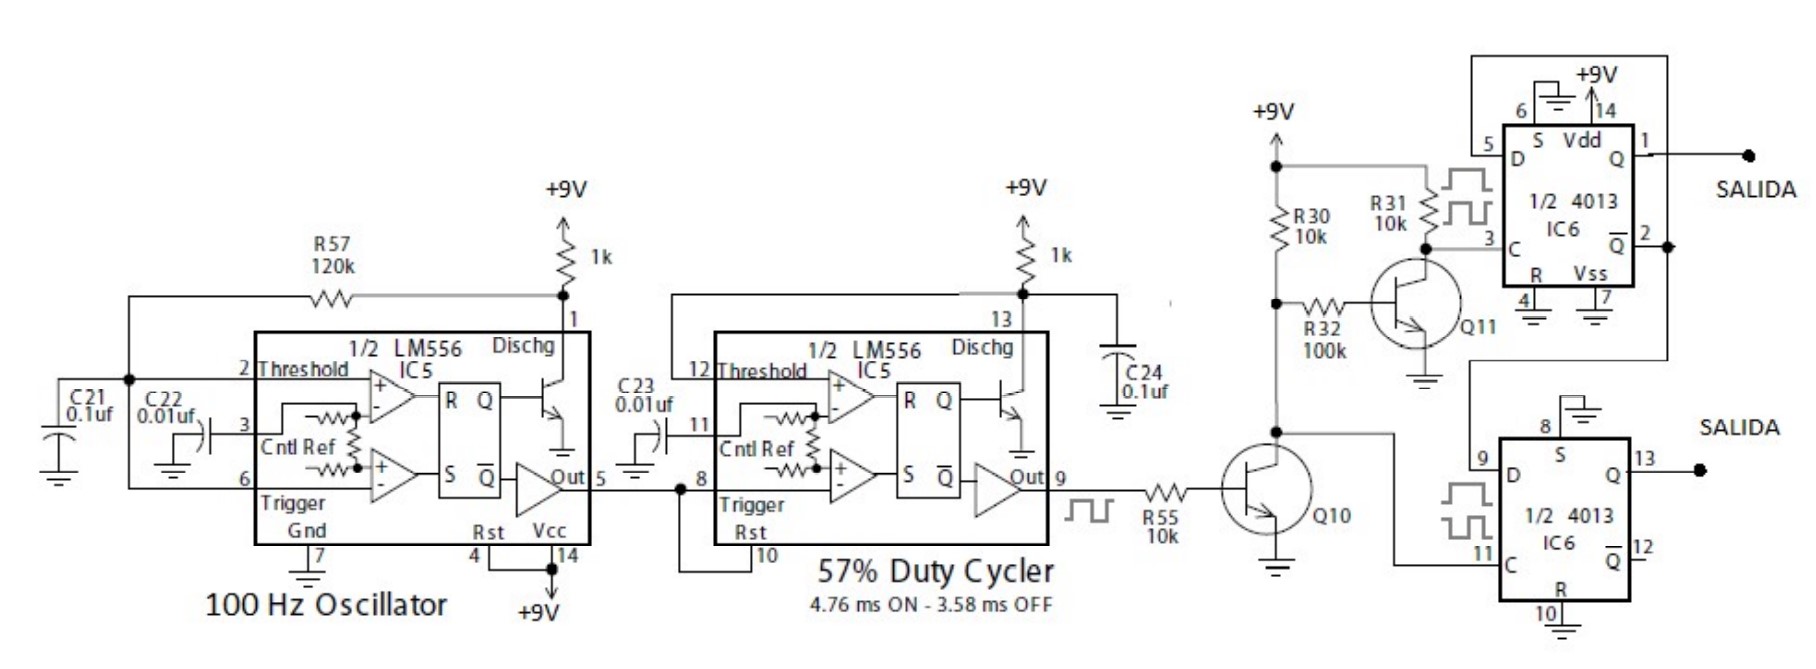 +9V
R57
120k
1k
1
1/2 LM556
IC5
Dischg
2
Threshold
+
-
R Q
C21
0.1uf
C22
0.01uf
3
Cntl Ref
+
-
S Q
6
Trigger
Out
5
Gnd
Rst
Vcc
7
4
14
+9V
100 Hz Oscillator
+9V
1k
13
1/2 LM556
IC5
Dischg
12
Threshold
+
-
R Q
C23
0.01uf
C24
0.1uf
11
Cntl Ref
+
-
S Q
8
Trigger
Out
9
Rst
10
57% Duty Cycler
4.76 ms ON - 3.58 ms OFF
R55
10k
Q10
+9V
R30
10k
R31
10k
R32
100k
Q11
+9V
6
14
S Vdd
5
D
Q
1
SALIDA
1/2 4013
IC6
3
C
Q
2
R Vss
4
7
8
S
9
D
Q
13
SALIDA
1/2 4013
IC6
11
C
Q
12
R
10